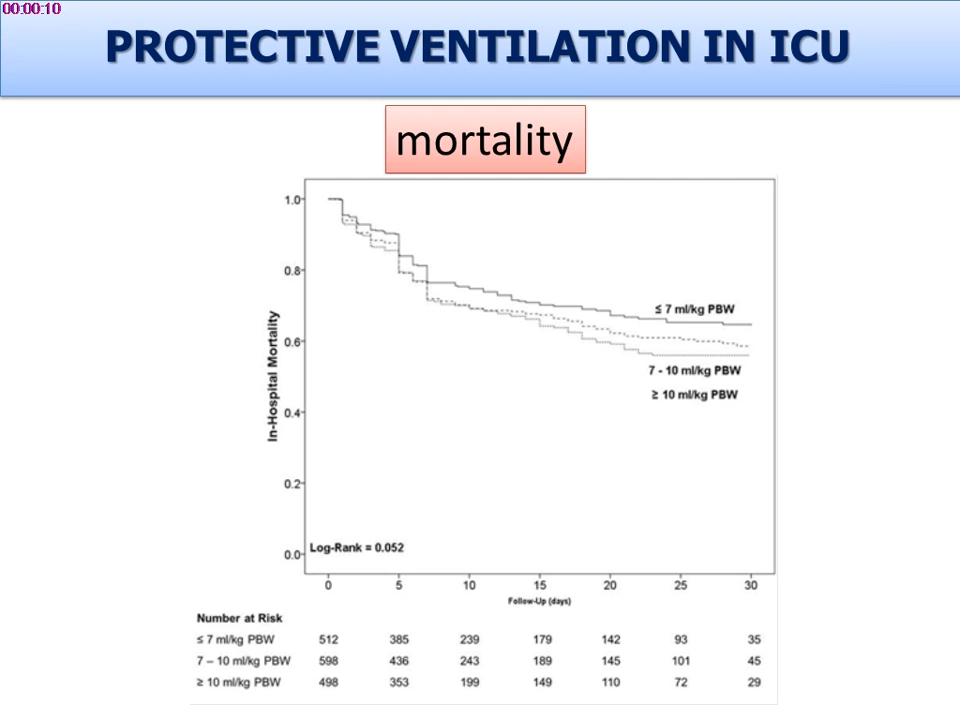 00:00:10
PROTECTIVE VENTILATION IN ICU
mortality
1.0
0.8
0.6
0.4
0.2
0.0
In-Hospital Mortality
≤ 7 ml/kg PBW
7 - 10 ml/kg PBW
≥ 10 ml/kg PBW
Log-Rank = 0.052
0 5 10 15 20 25 30
Follow-Up (days)
Number at Risk
≤ 7 ml/kg PBW 512 385 239 179 142 93 35
7 – 10 ml/kg PBW 598 436 243 189 145 101 45
≥ 10 ml/kg PBW 498 353 199 149 110 72 29